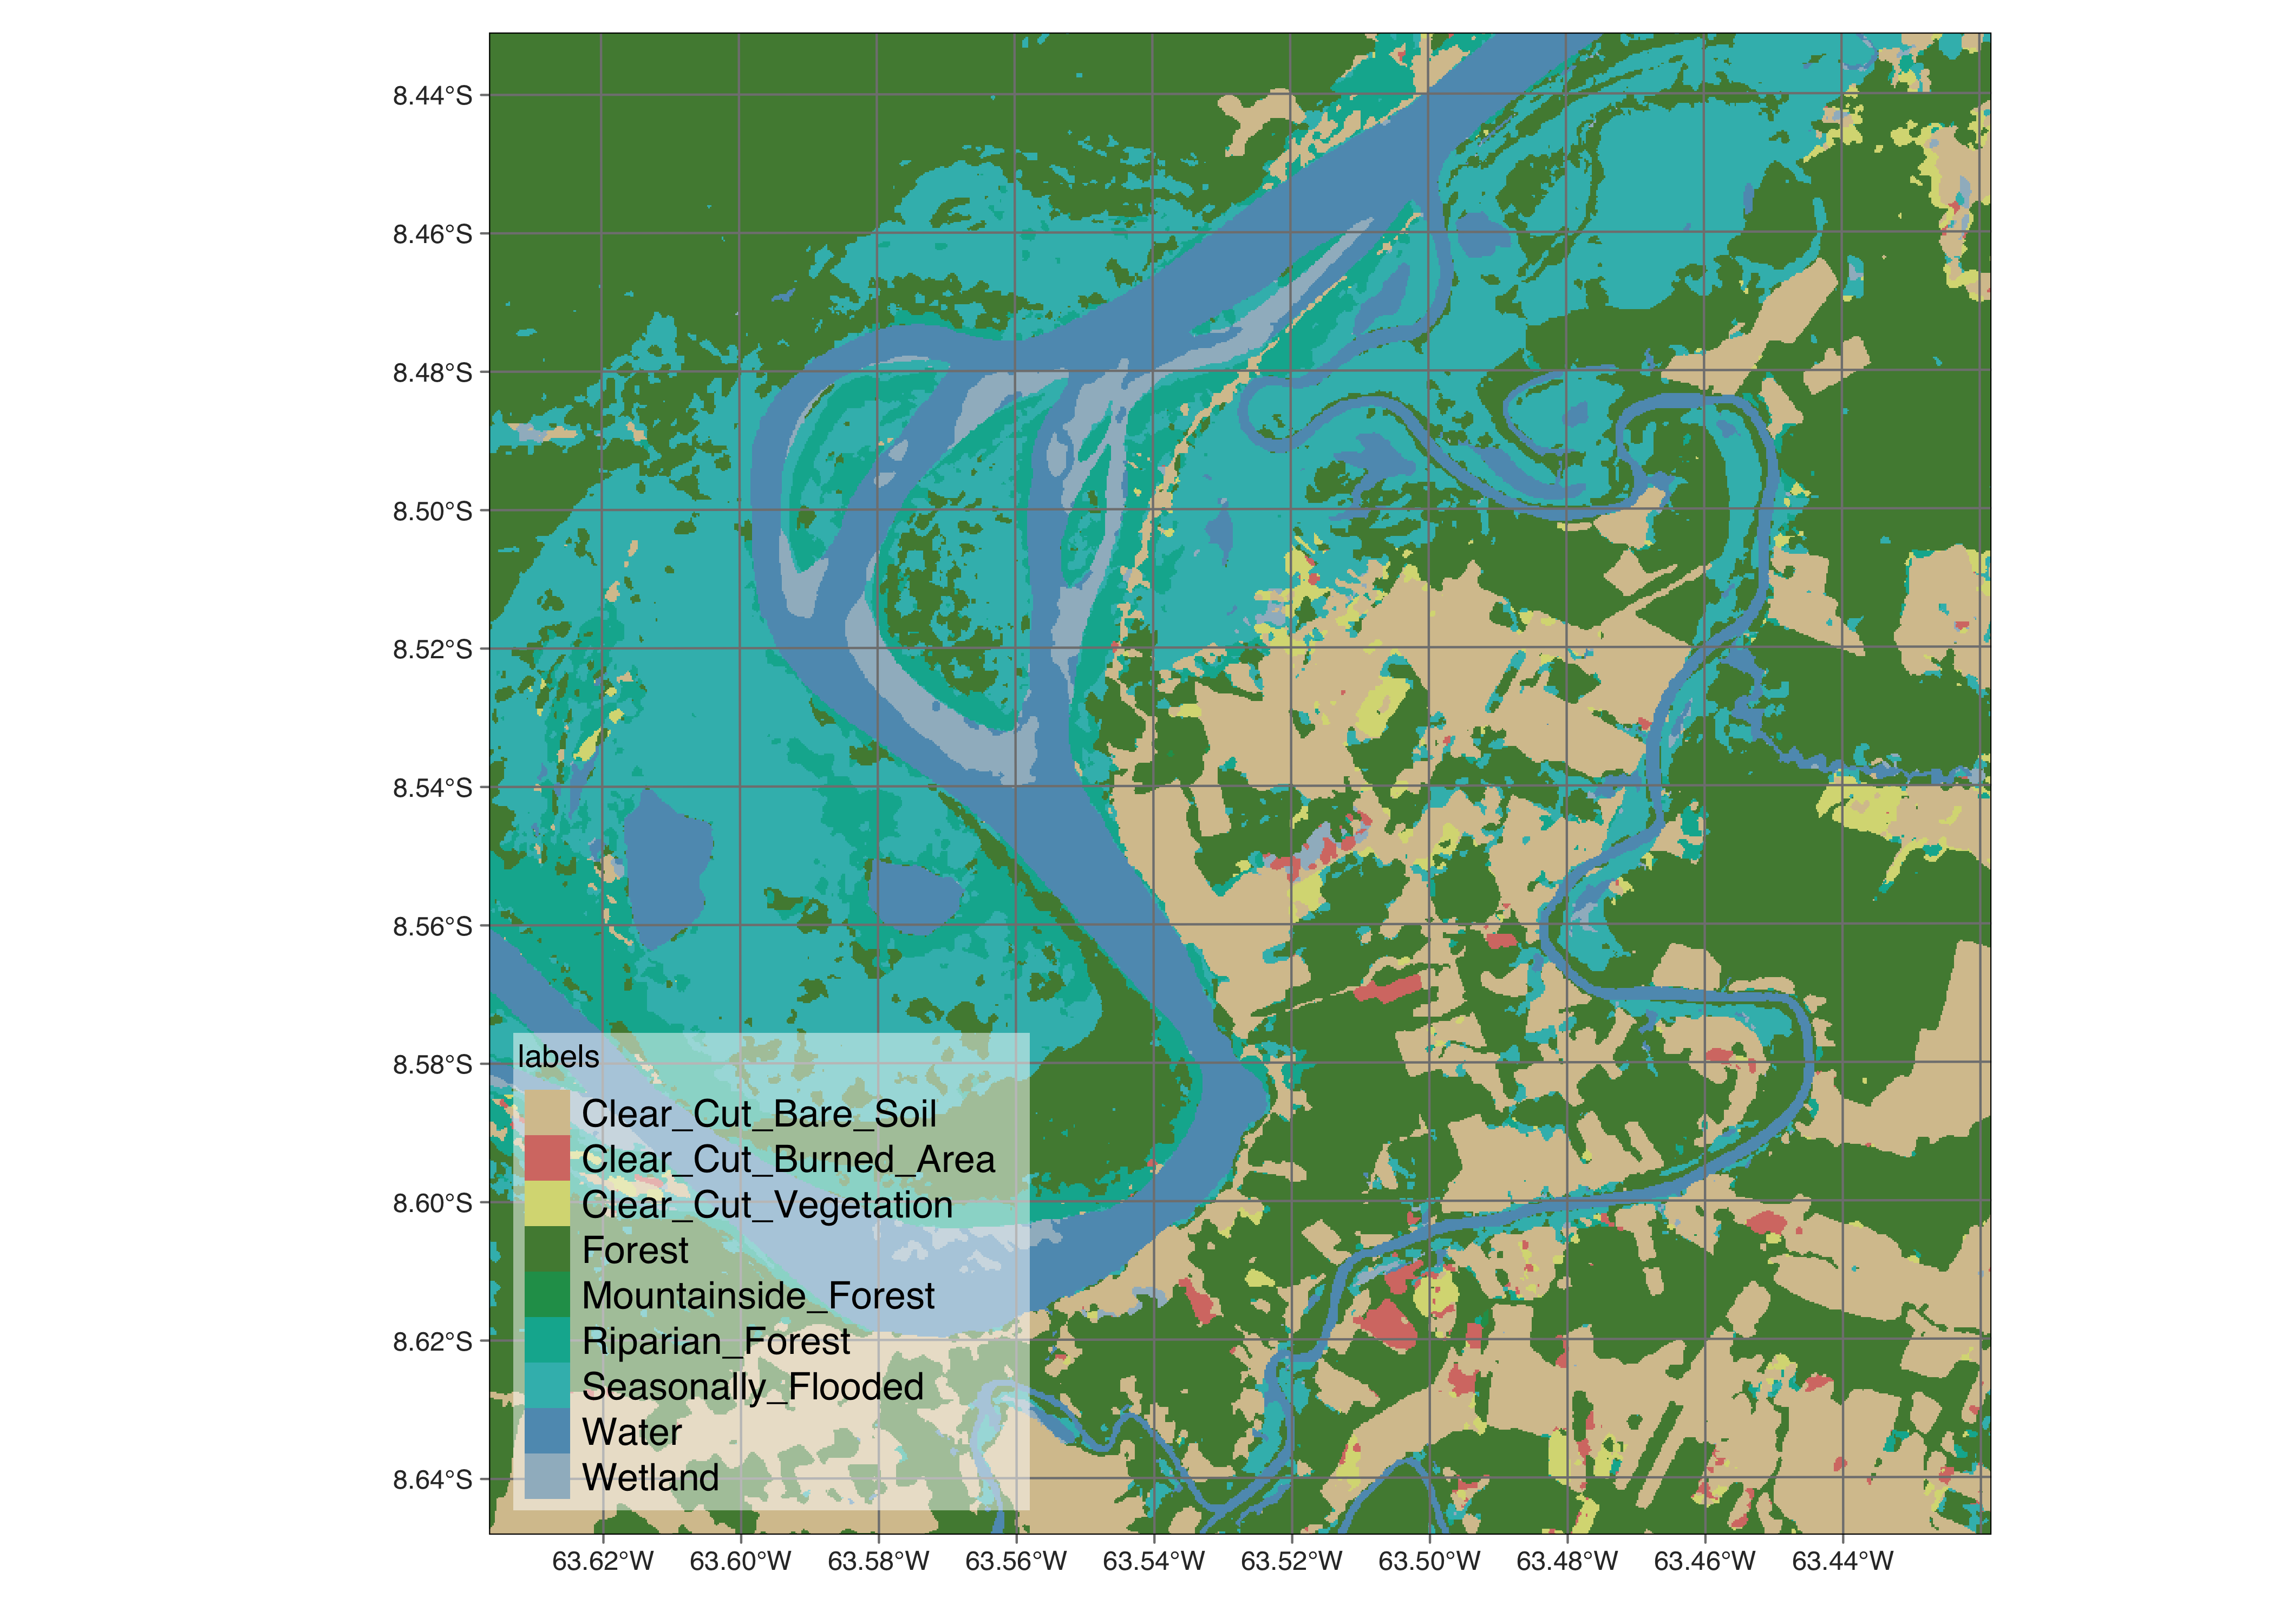 8.44°S
8.46°S
8.48°S
8.50°S
8.52°S
8.54°S
8.56°S
8.58°S
8.60°S
8.62°S
8.64°S
labels
Clear_Cut_Bare_Soil
Clear_Cut_Burned_Area
Clear_Cut_Vegetation
Forest
Mountainside_Forest
Riparian_Forest
Seasonally_Flooded
Water
Wetland
63.62°W 63.60°W 63.58°W 63.56°W 63.54°W 63.52°W 63.50°W 63.48°W 63.46°W 63.44°W